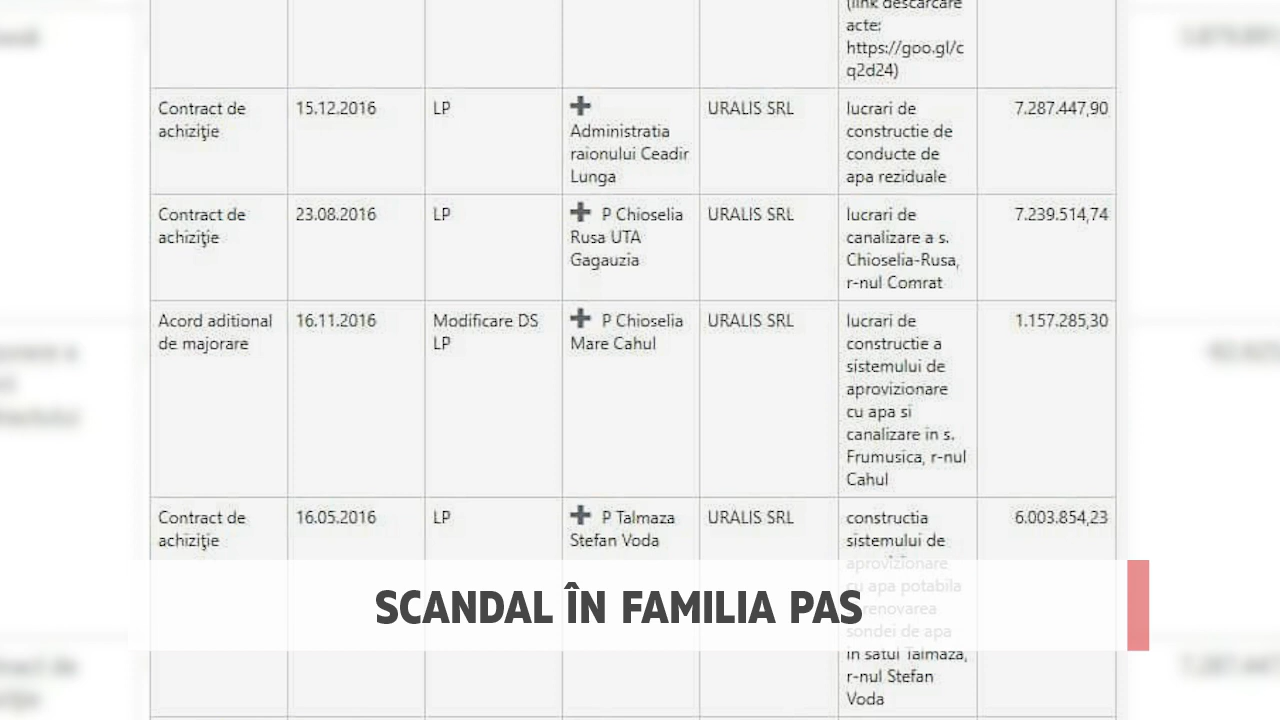 (link descarcare
acte:
https://goo.gl/c
q2d24)
Contract de
achiziţie
15.12.2016
LP
Administratia
raionului Ceadir
Lunga
URALIS SRL
lucrari de
constructie de
conducte de
apa reziduale
7.287.447,90
Contract de
achiziţie
23.08.2016
LP
P Chioselia
Rusa UTA
Gagauzia
URALIS SRL
lucrari de
canalizare a s.
Chioselia-Rusa,
r-nul Comrat
7.239.514,74
Acord aditional
de majorare
16.11.2016
Modificare DS
LP
P Chioselia
Mare Cahul
URALIS SRL
lucrari de
constructie a
sistemului de
aprovizionare
cu apa si
canalizare in s.
Frumusica, r-nul
Cahul
1.157.285,30
Contract de
achiziţie
16.05.2016
LP
P Talmaza
Stefan Voda
URALIS SRL
constructia
sistemului de
aprovizionare
cu apa potabila
renovarea
sondei de apa
in satul Talmaza,
r-nul Stefan
Voda
6.003.854,23
SCANDAL ÎN FAMILIA PAS